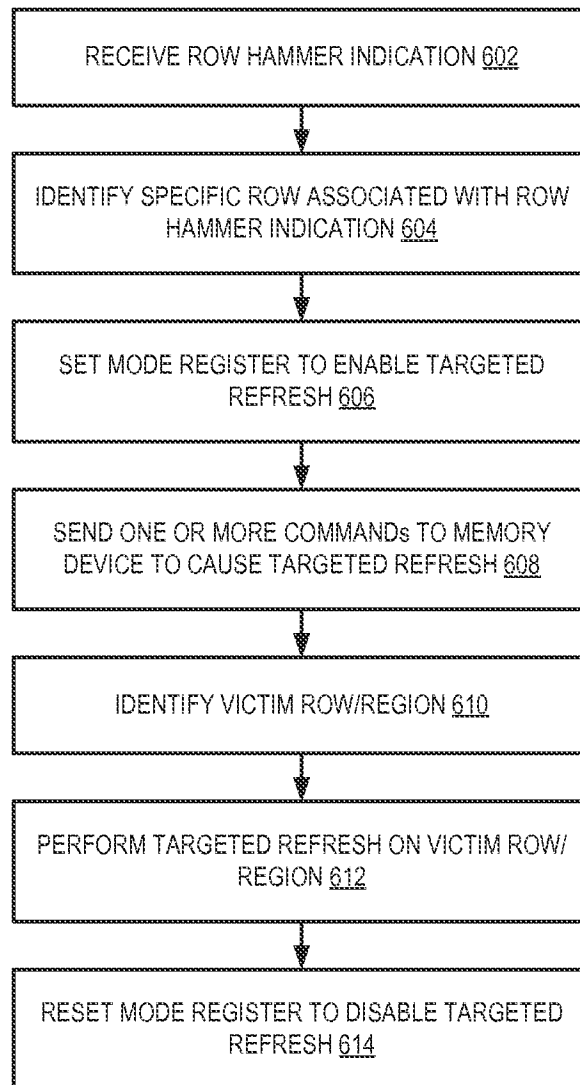 RECEIVE ROW HAMMER INDICATION 602
IDENTIFY SPECIFIC ROW ASSOCIATED WITH ROW
HAMMER INDICATION 604
SET MODE REGISTER TO ENABLE TARGETED
REFRESH 606
SEND ONE OR MORE COMMANDs TO MEMORY
DEVICE TO CAUSE TARGETED REFRESH 608
IDENTIFY VICTIM ROW/REGION 610
PERFORM TARGETED REFRESH ON VICTIM ROW/
REGION 612
RESET MODE REGISTER TO DISABLE TARGETED
REFRESH 614